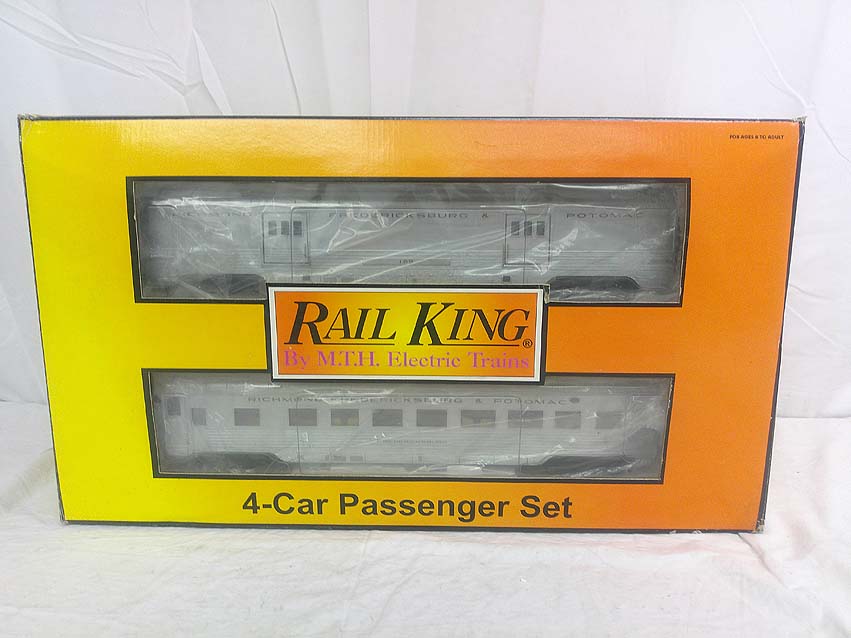 FOR AGES 8 TO ADULT
FREDERICKSBURG & POTOMAC
RAIL KING®
By M.T.H. Electric Trains
RICHMOND FREDERICKSBURG & POTOMAC
4-Car Passenger Set